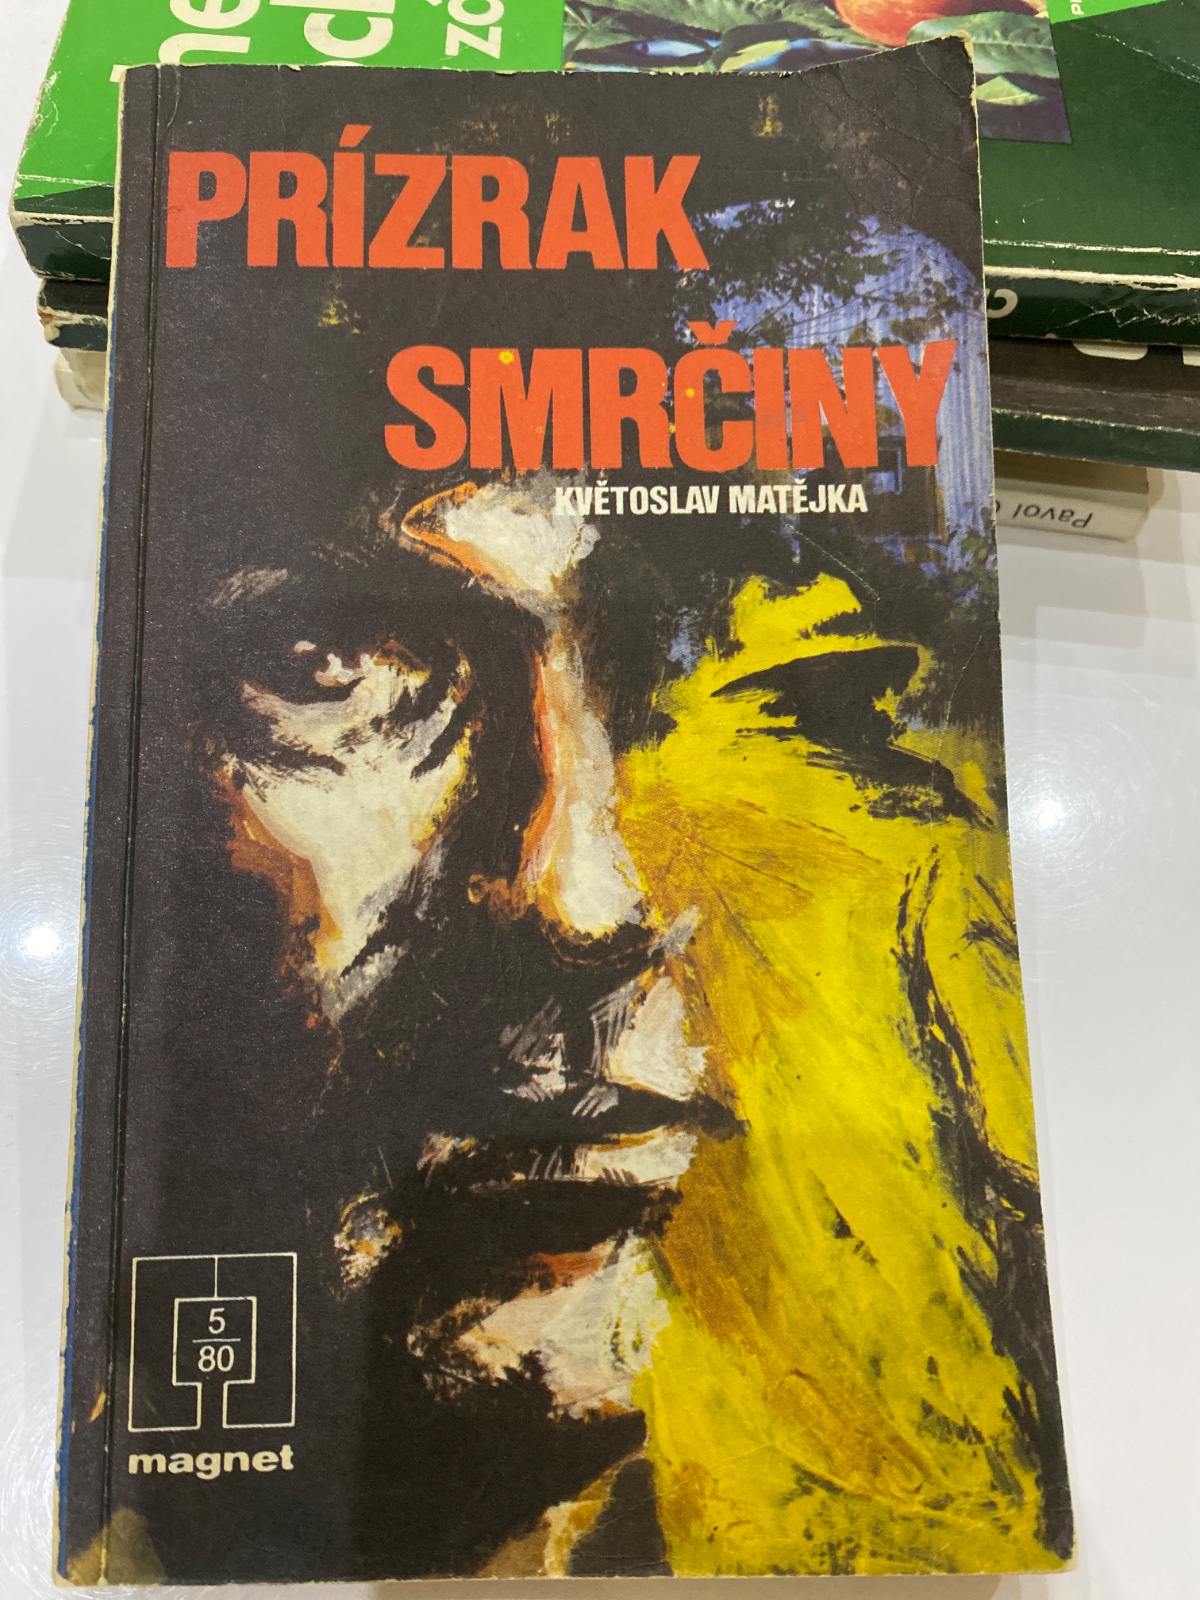 PRÍZRAK
SMRČINY
KVĚTOSLAV MATĚJKA
5
80
magnet
Pavol